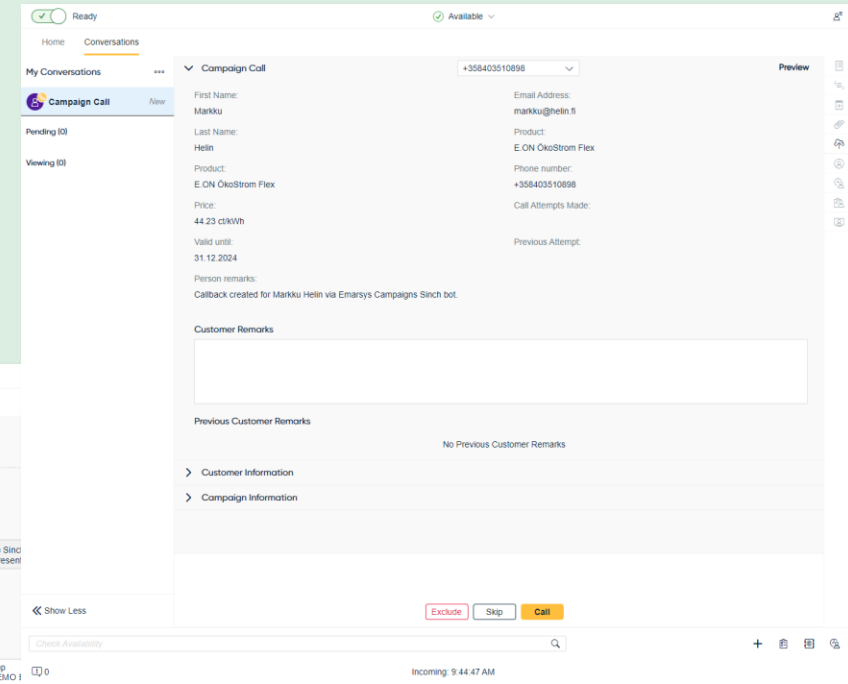 Ready
Available
Home Conversations
My Conversations
Campaign Call New
Pending (0)
Viewing (0)
Campaign Call +358403510898 Preview
First Name: Email Address:
Markku markku@helin.fi
Last Name: Product:
Helin E.ON ÖkoStrom Flex
Product: Phone number:
E.ON ÖkoStrom Flex +358403510898
Price: Call Attempts Made:
44.23 ct/kWh
Valid until: Previous Attempt:
31.12.2024
Person remarks:
Callback created for Markku Helin via Emarsys Campaigns Sinch bot.
Customer Remarks
Previous Customer Remarks
No Previous Customer Remarks
Customer Information
Campaign Information
Show Less
Exclude Skip Call
Check Availability
0 Incoming: 9:44:47 AM